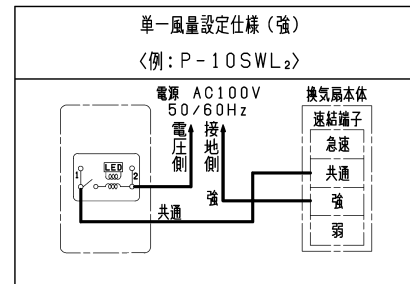 単一風量設定仕様（強）
〈例：P－10SWL₂〉
電源 AC100V
50/60Hz
換気扇本体
速結端子
電圧側
接地側
急速
共通
強
弱
強
共通
LED
1
2